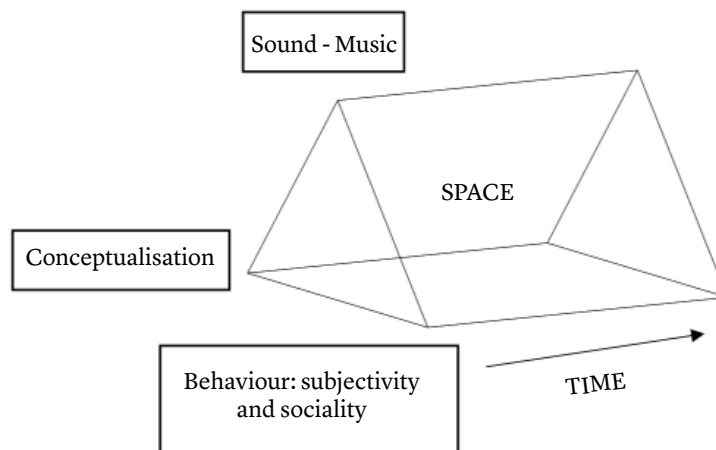 Sound - Music
SPACE
Conceptualisation
Behaviour: subjectivity
and sociality
TIME